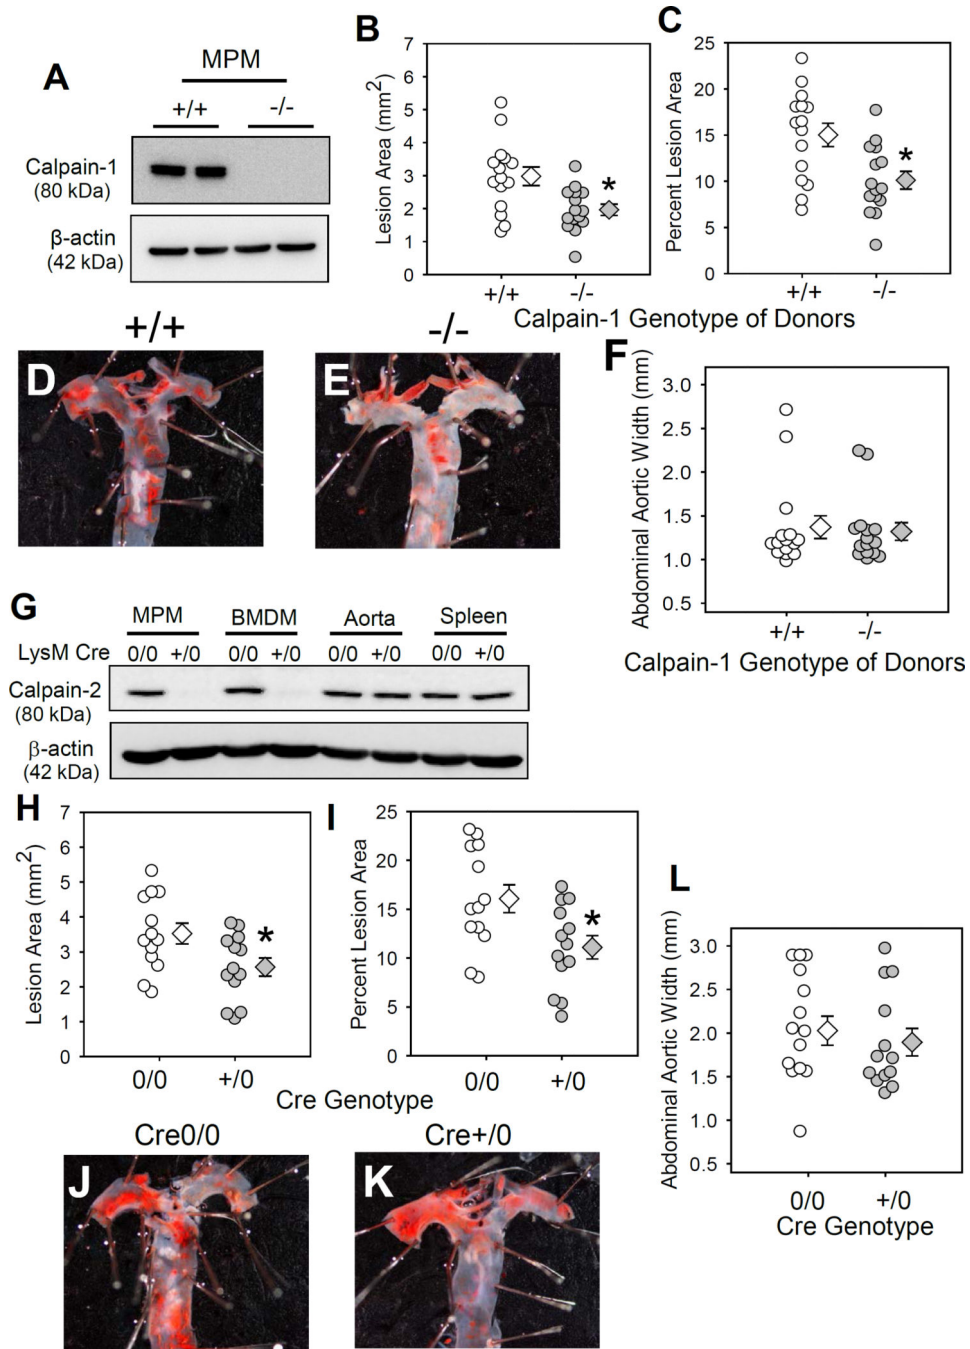 A
MPM
+/+ -/-
Calpain-1
(80 kDa)
β-actin
(42 kDa)
B
Lesion Area (mm2)
7
6
5
4
3
2
1
0
*
+/+ -/-
C
Percent Lesion Area
25
20
15
10
5
0
*
+/+ -/-
Calpain-1 Genotype of Donors
+/+
D
-/-
E
F
Abdominal Aortic Width (mm)
3.0
2.5
2.0
1.5
1.0
0.5
+/+ -/-
Calpain-1 Genotype of Donors
G
MPM BMDM Aorta Spleen
LysM Cre 0/0 +/0 0/0 +/0 0/0 +/0 0/0 +/0
Calpain-2
(80 kDa)
β-actin
(42 kDa)
H
Lesion Area (mm2)
7
6
5
4
3
2
1
0
*
0/0 +/0
I
Percent Lesion Area
25
20
15
10
5
0
*
0/0 +/0
Cre Genotype
Cre0/0
J
Cre+/0
K
L
Abdominal Aortic Width (mm)
3.0
2.5
2.0
1.5
1.0
0.5
0/0 +/0
Cre Genotype